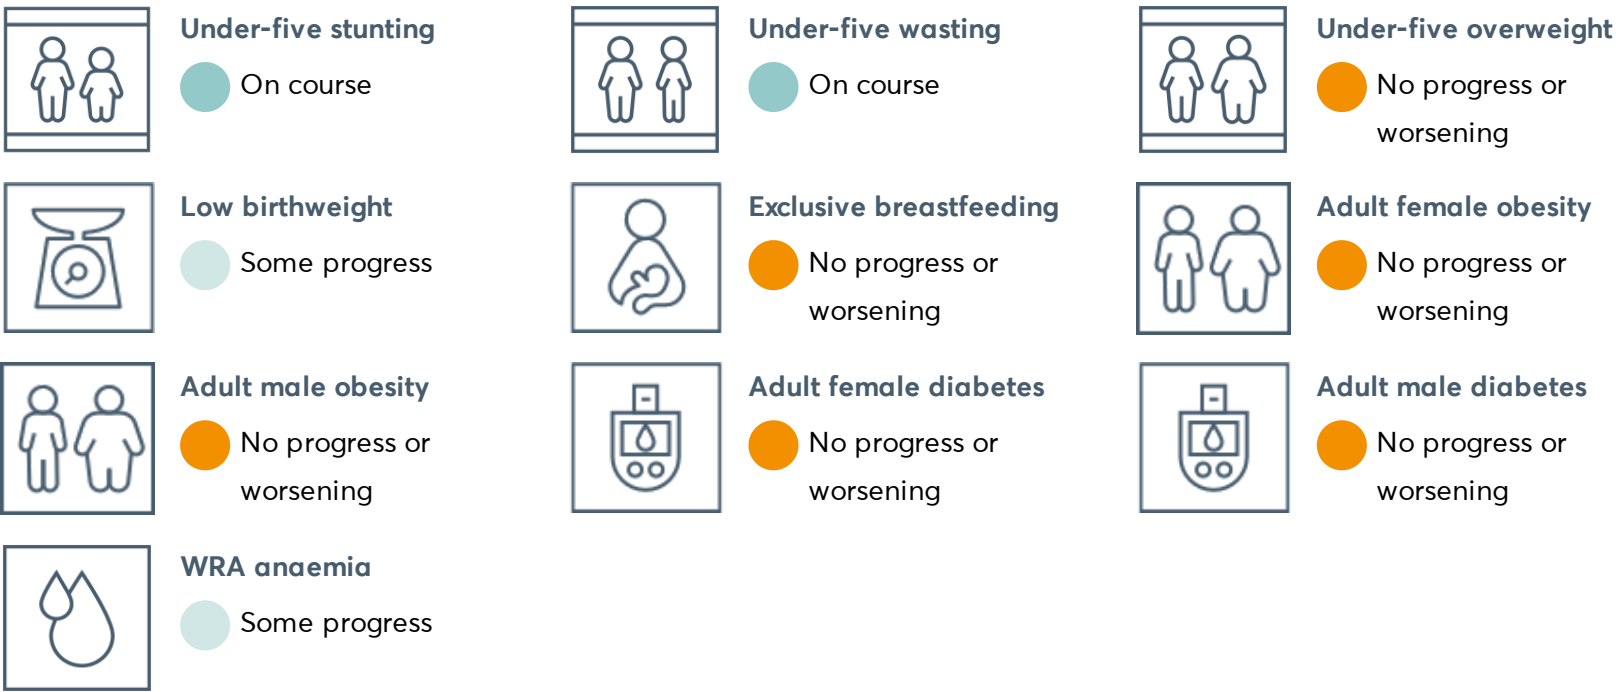 Under-five stunting
On course
Under-five wasting
On course
Under-five overweight
No progress or
worsening
Low birthweight
Some progress
Exclusive breastfeeding
No progress or
worsening
Adult female obesity
No progress or
worsening
Adult male obesity
No progress or
worsening
Adult female diabetes
No progress or
worsening
Adult male diabetes
No progress or
worsening
WRA anaemia
Some progress